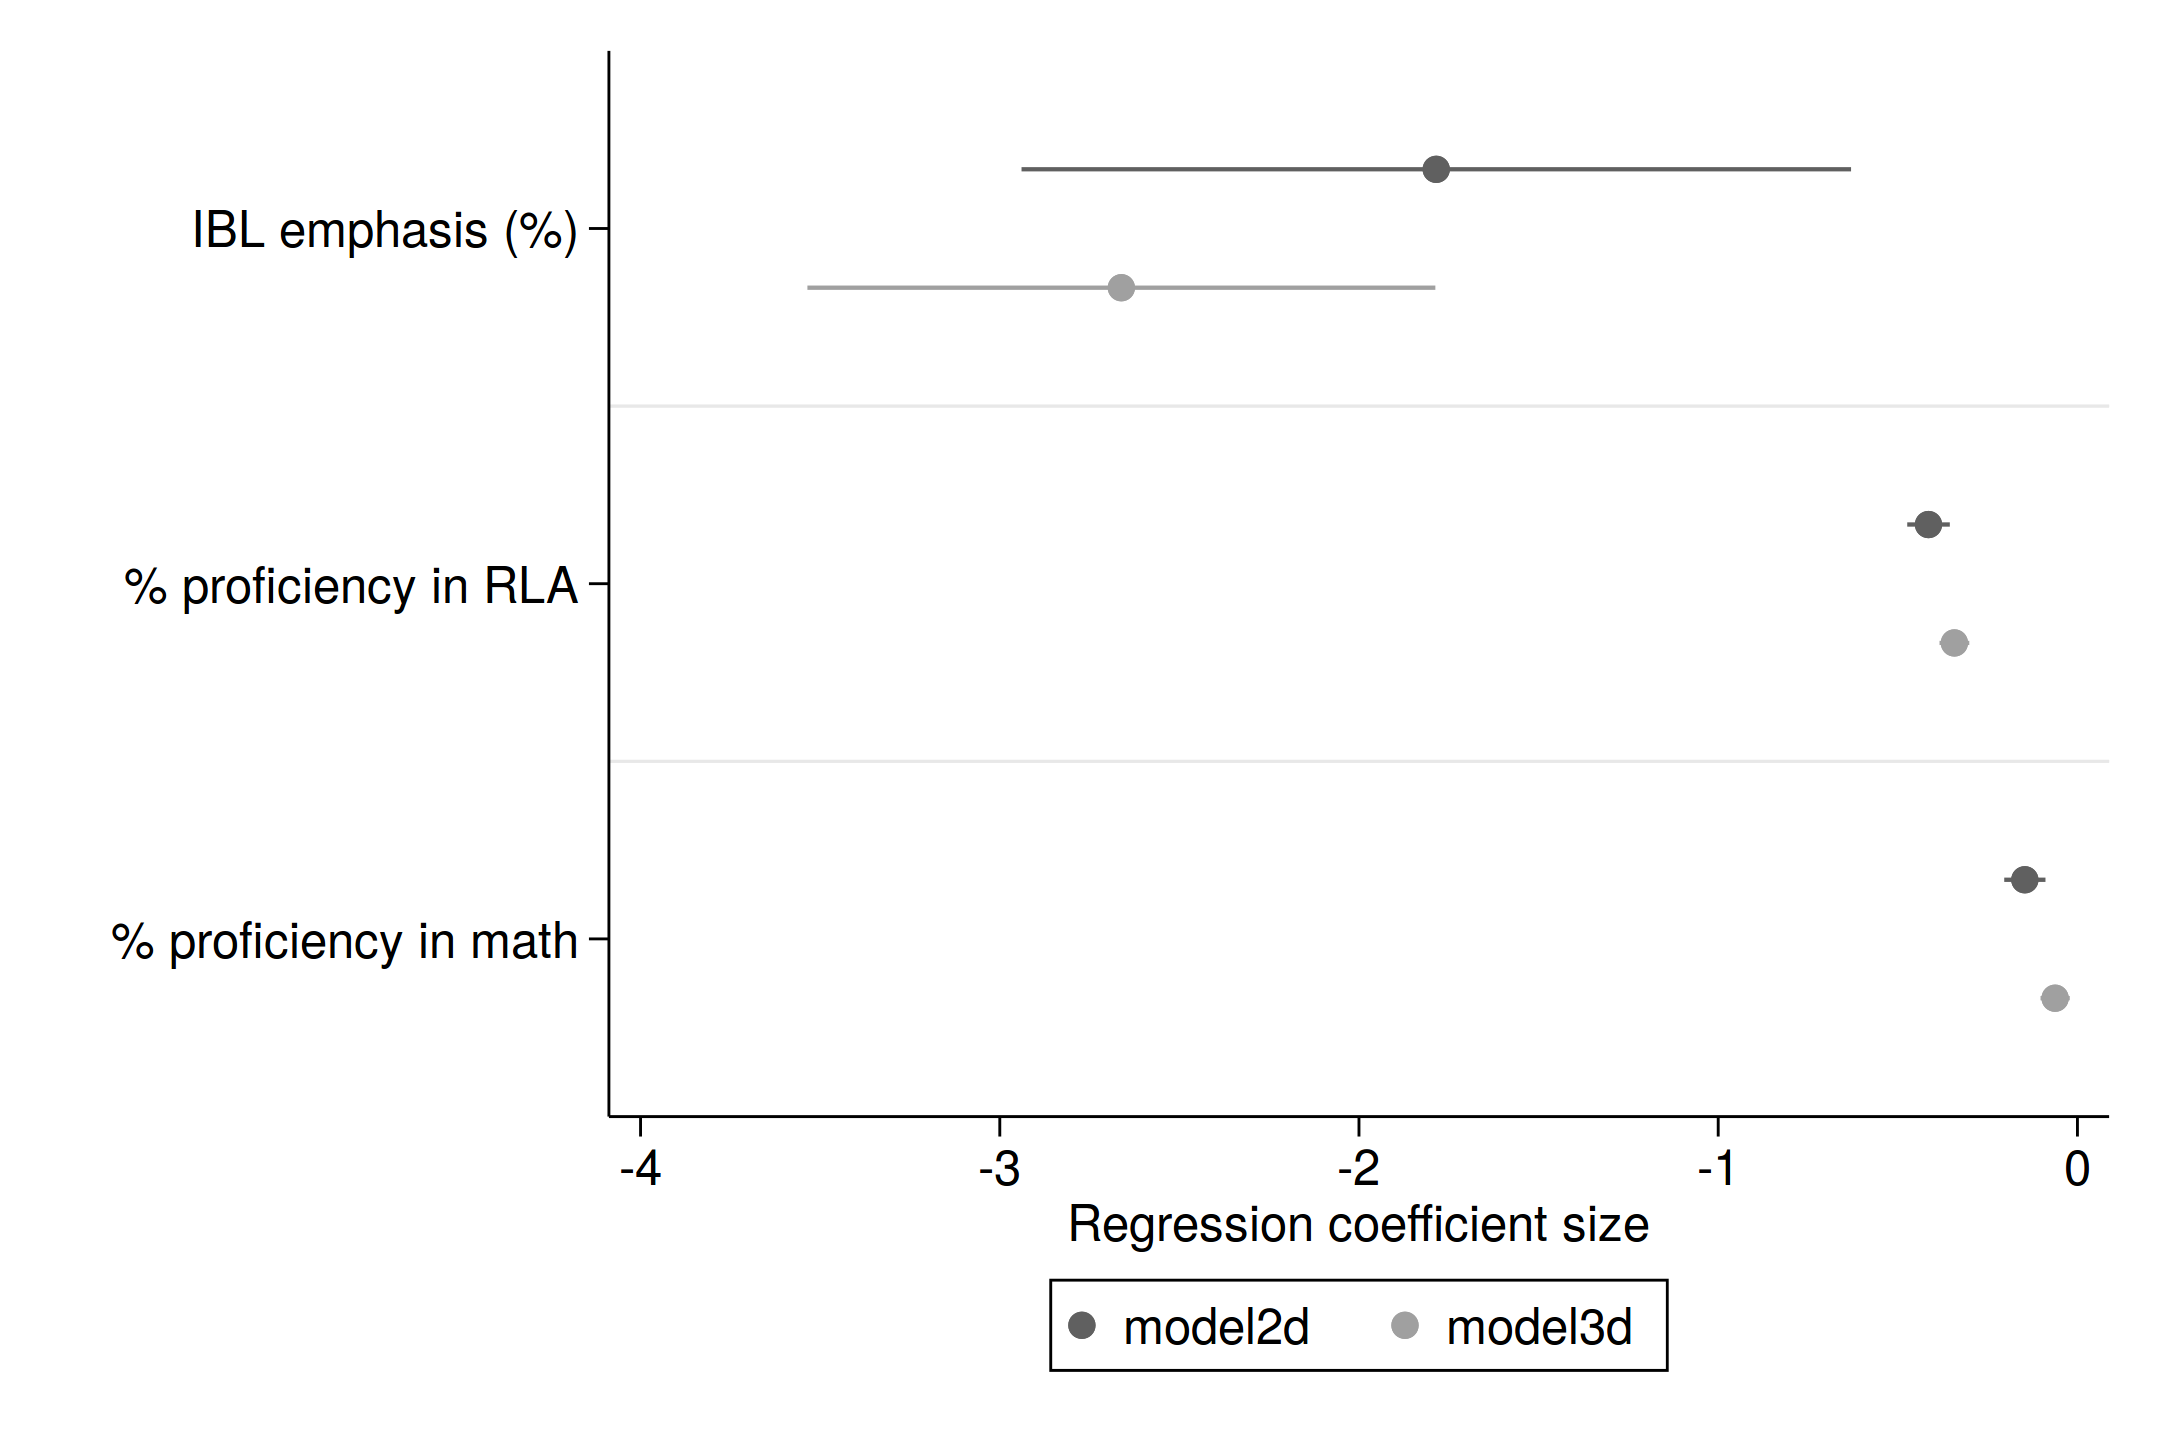 IBL emphasis (%)
% proficiency in RLA
% proficiency in math
-4 -3 -2 -1 0
Regression coefficient size
model2d model3d